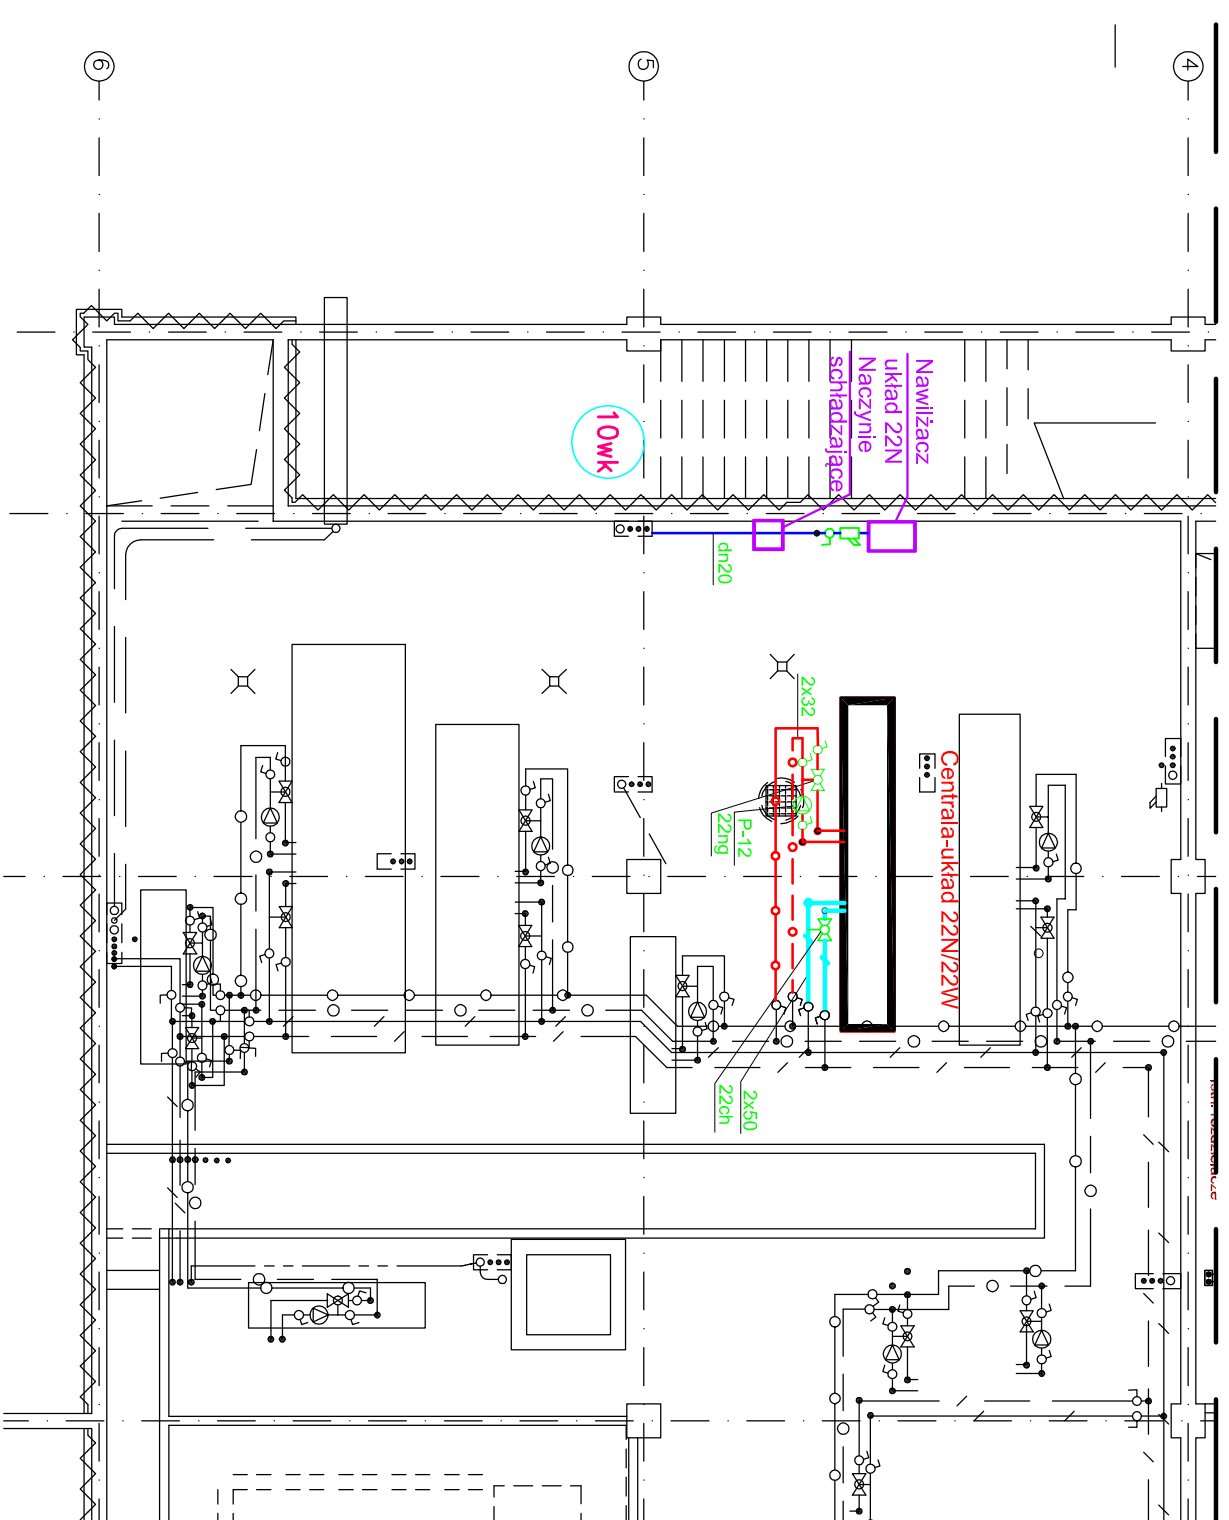 6
5
4
Nawilżacz
układ 22N
Naczynie
schładzające
10wk
dn20
2x32
Centrala-układ 22N/22W
P-12
22ng
2x50
22ch